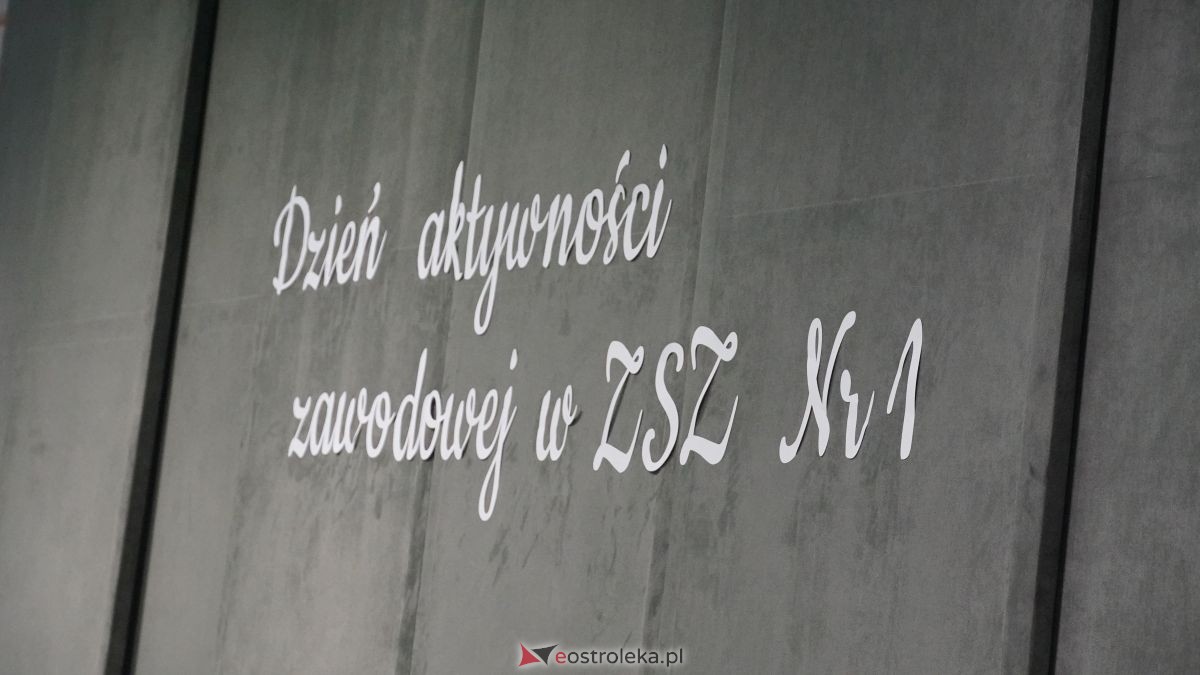 Dzień aktywności
zawodowej w ZSZ Nr 1
eostroleka.pl